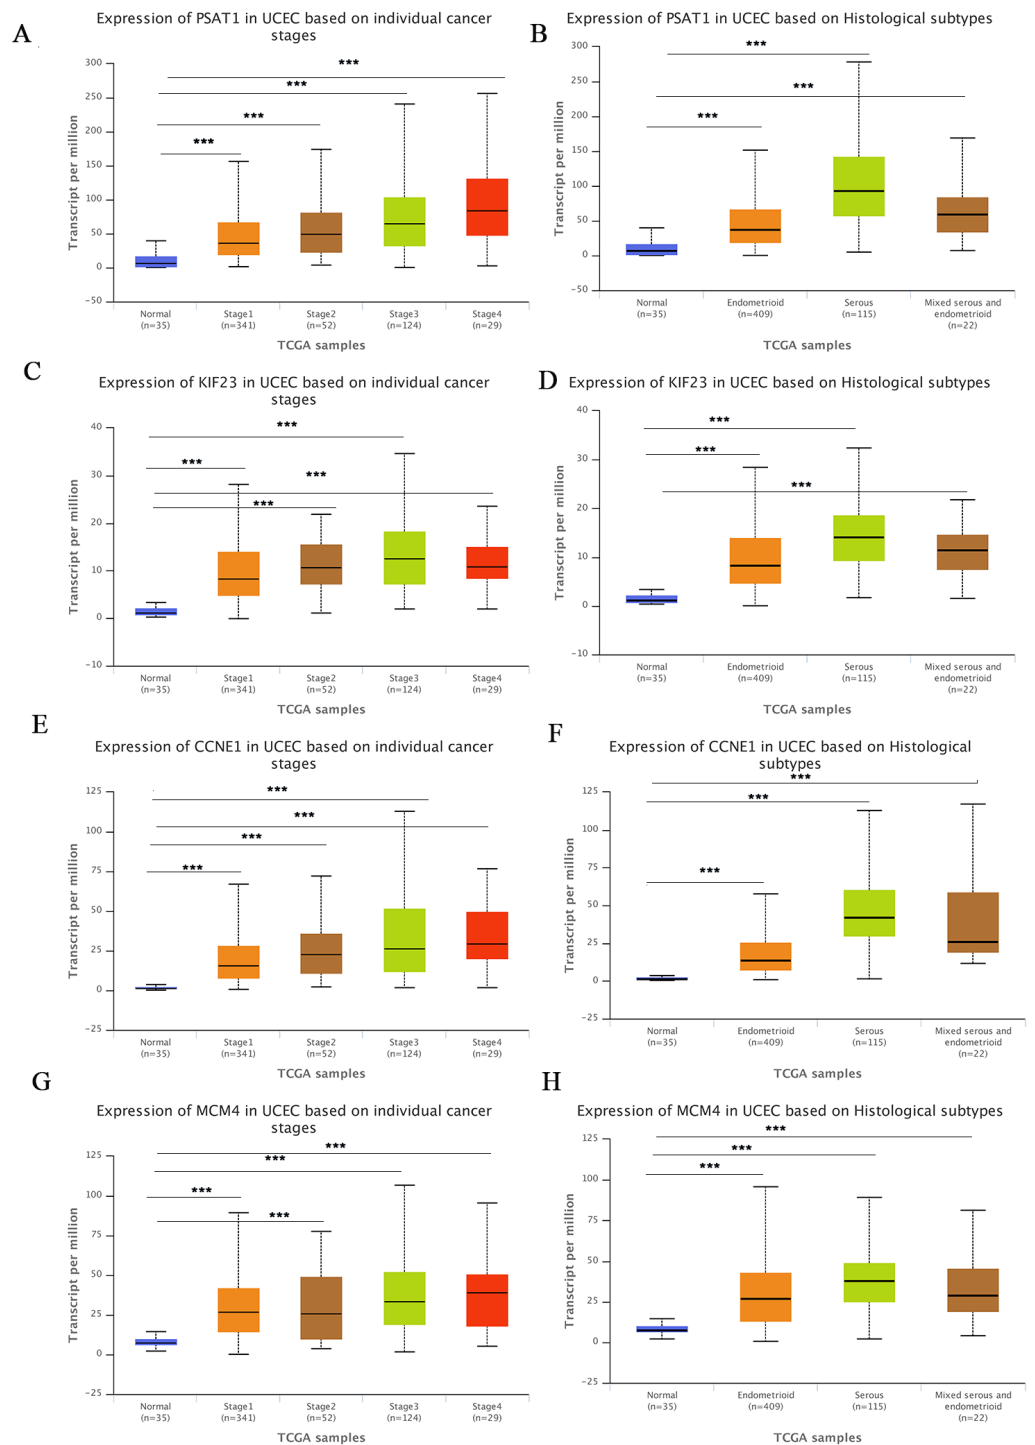 A
Expression of PSAT1 in UCEC based on individual cancer
stages
***
***
***
***
300
250
200
150
100
50
0
−50
Transcript per million
Normal
(n=35)
Stage1
(n=341)
Stage2
(n=52)
Stage3
(n=124)
Stage4
(n=29)
TCGA samples
B
Expression of PSAT1 in UCEC based on Histological subtypes
***
***
***
300
250
200
150
100
50
0
−50
Transcript per million
Normal
(n=35)
Endometrioid
(n=409)
Serous
(n=115)
Mixed serous and
endometrioid
(n=22)
TCGA samples
C
Expression of KIF23 in UCEC based on individual cancer
stages
***
***
***
***
40
30
20
10
0
−10
Transcript per million
Normal
(n=35)
Stage1
(n=341)
Stage2
(n=52)
Stage3
(n=124)
Stage4
(n=29)
TCGA samples
D
Expression of KIF23 in UCEC based on Histological subtypes
***
***
***
40
30
20
10
0
−10
Transcript per million
Normal
(n=35)
Endometrioid
(n=409)
Serous
(n=115)
Mixed serous and
endometrioid
(n=22)
TCGA samples
E
Expression of CCNE1 in UCEC based on individual cancer
stages
***
***
***
***
125
100
75
50
25
0
−25
Transcript per million
Normal
(n=35)
Stage1
(n=341)
Stage2
(n=52)
Stage3
(n=124)
Stage4
(n=29)
TCGA samples
F
Expression of CCNE1 in UCEC based on Histological
subtypes
***
***
***
125
100
75
50
25
0
−25
Transcript per million
Normal
(n=35)
Endometrioid
(n=409)
Serous
(n=115)
Mixed serous and
endometrioid
(n=22)
TCGA samples
G
Expression of MCM4 in UCEC based on individual cancer
stages
***
***
***
***
125
100
75
50
25
0
−25
Transcript per million
Normal
(n=35)
Stage1
(n=341)
Stage2
(n=52)
Stage3
(n=124)
Stage4
(n=29)
TCGA samples
H
Expression of MCM4 in UCEC based on Histological subtypes
***
***
***
125
100
75
50
25
0
−25
Transcript per million
Normal
(n=35)
Endometrioid
(n=409)
Serous
(n=115)
Mixed serous and
endometrioid
(n=22)
TCGA samples